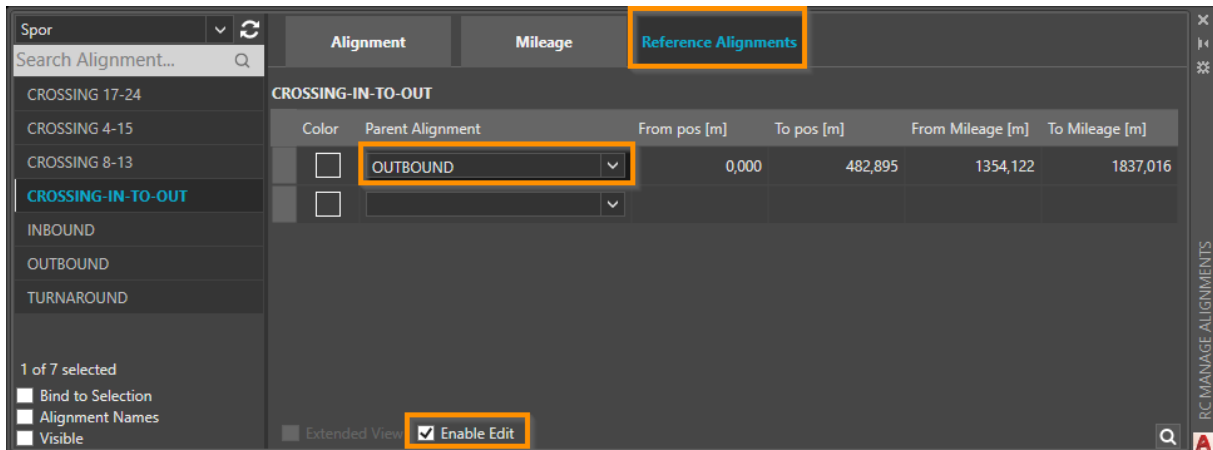 Spor
Search Alignment...
CROSSING 17-24
CROSSING 4-15
CROSSING 8-13
CROSSING-IN-TO-OUT
INBOUND
OUTBOUND
TURNAROUND
1 of 7 selected
Bind to Selection
Alignment Names
Visible
Alignment Mileage Reference Alignments
CROSSING-IN-TO-OUT
Color Parent Alignment From pos [m] To pos [m] From Mileage [m] To Mileage [m]
OUTBOUND 0,000 482,895 1354,122 1837,016
Extended View Enable Edit
RC MANAGE ALIGNMENTS
A